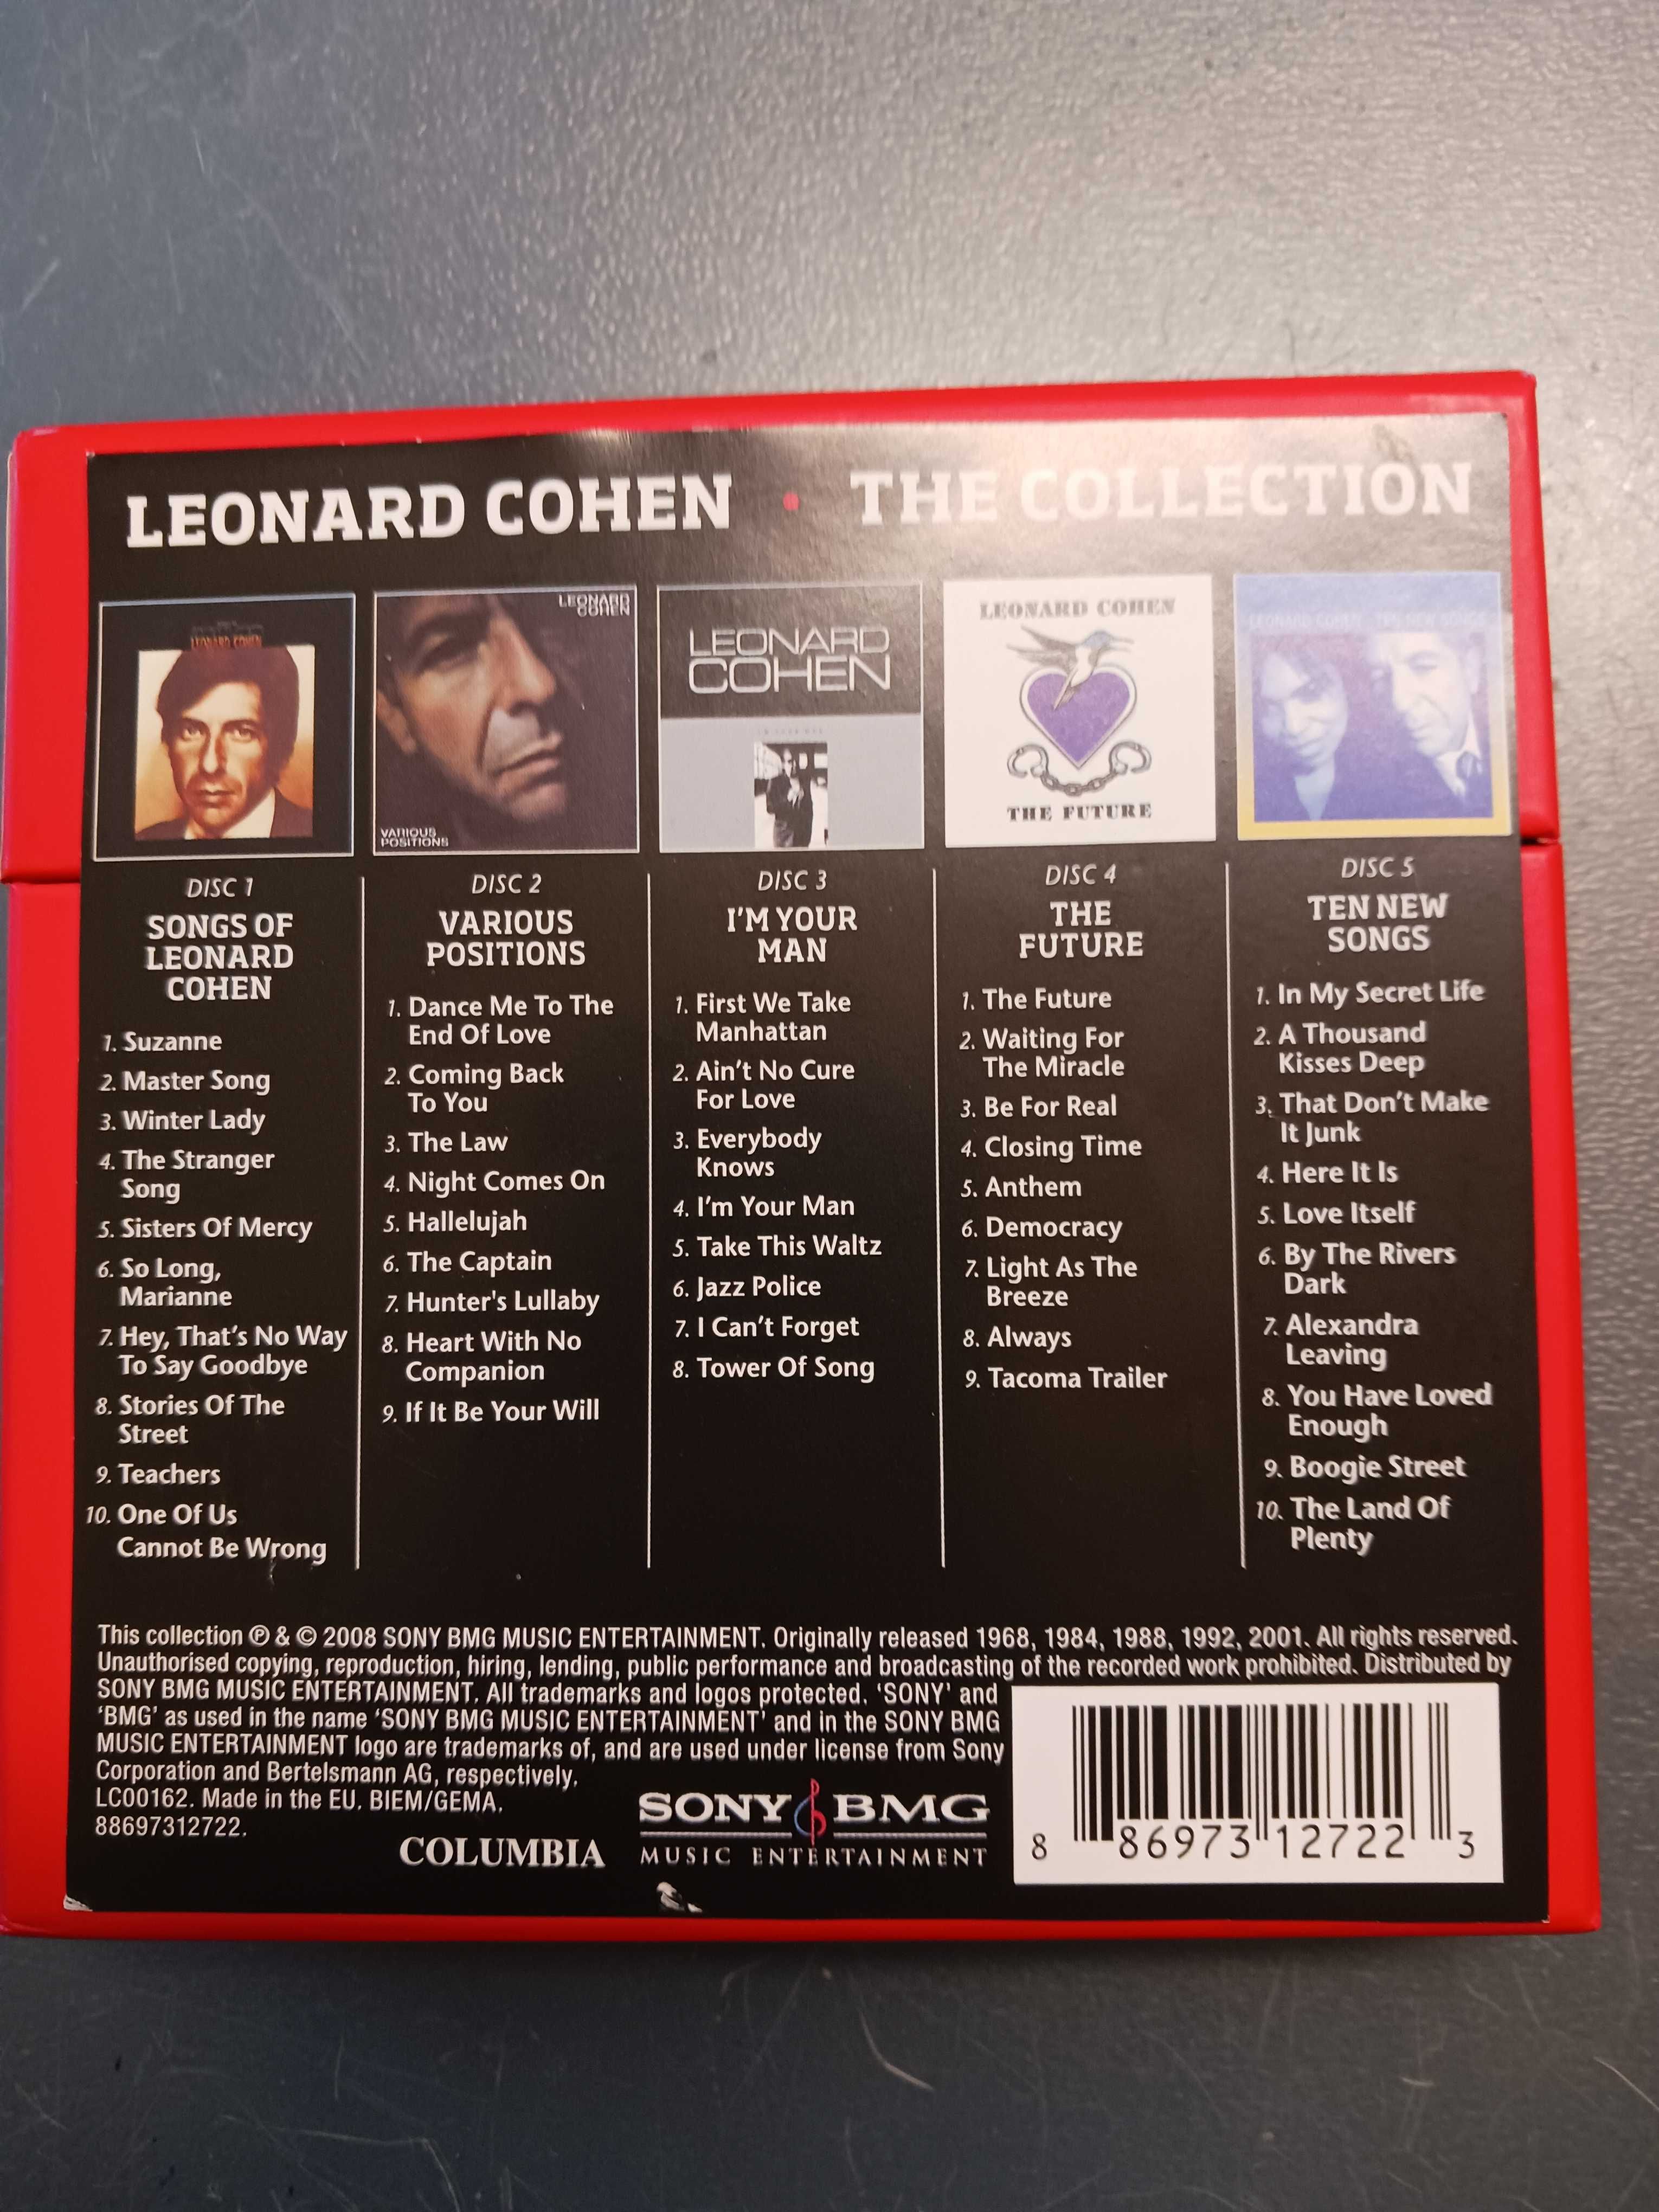 LEONARD COHEN • THE COLLECTION
LEONARD COHEN
LEONARD
COHEN
VARIOUS
POSITIONS
LEONARD
COHEN
LEONARD COHEN
THE FUTURE
LEONARD COHEN TEN NEW SONGS
DISC 1
SONGS OF
LEONARD
COHEN
1. Suzanne
2. Master Song
3. Winter Lady
4. The Stranger
Song
5. Sisters Of Mercy
6. So Long,
Marianne
7. Hey, That's No Way
To Say Goodbye
8. Stories Of The
Street
9. Teachers
10. One Of Us
Cannot Be Wrong
DISC 2
VARIOUS
POSITIONS
1. Dance Me To The
End Of Love
2. Coming Back
To You
3. The Law
4. Night Comes On
5. Hallelujah
6. The Captain
7. Hunter's Lullaby
8. Heart With No
Companion
9. If It Be Your Will
DISC 3
I'M YOUR
MAN
1. First We Take
Manhattan
2. Ain't No Cure
For Love
3. Everybody
Knows
4. I'm Your Man
5. Take This Waltz
6. Jazz Police
7. I Can't Forget
8. Tower Of Song
DISC 4
THE
FUTURE
1. The Future
2. Waiting For
The Miracle
3. Be For Real
4. Closing Time
5. Anthem
6. Democracy
7. Light As The
Breeze
8. Always
9. Tacoma Trailer
DISC 5
TEN NEW
SONGS
1. In My Secret Life
2. A Thousand
Kisses Deep
3. That Don't Make
It Junk
4. Here It Is
5. Love Itself
6. By The Rivers
Dark
7. Alexandra
Leaving
8. You Have Loved
Enough
9. Boogie Street
10. The Land Of
Plenty
This collection ℗ & © 2008 SONY BMG MUSIC ENTERTAINMENT. Originally released 1968, 1984, 1988, 1992, 2001. All rights reserved.
Unauthorised copying, reproduction, hiring, lending, public performance and broadcasting of the recorded work prohibited. Distributed by
SONY BMG MUSIC ENTERTAINMENT. All trademarks and logos protected. 'SONY' and
'BMG' as used in the name 'SONY BMG MUSIC ENTERTAINMENT' and in the SONY BMG
MUSIC ENTERTAINMENT logo are trademarks of, and are used under license from Sony
Corporation and Bertelsmann AG, respectively.
LC00162. Made in the EU. BIEM/GEMA.
88697312722.
COLUMBIA
SONY BMG
MUSIC ENTERTAINMENT
8 86973 12722 3